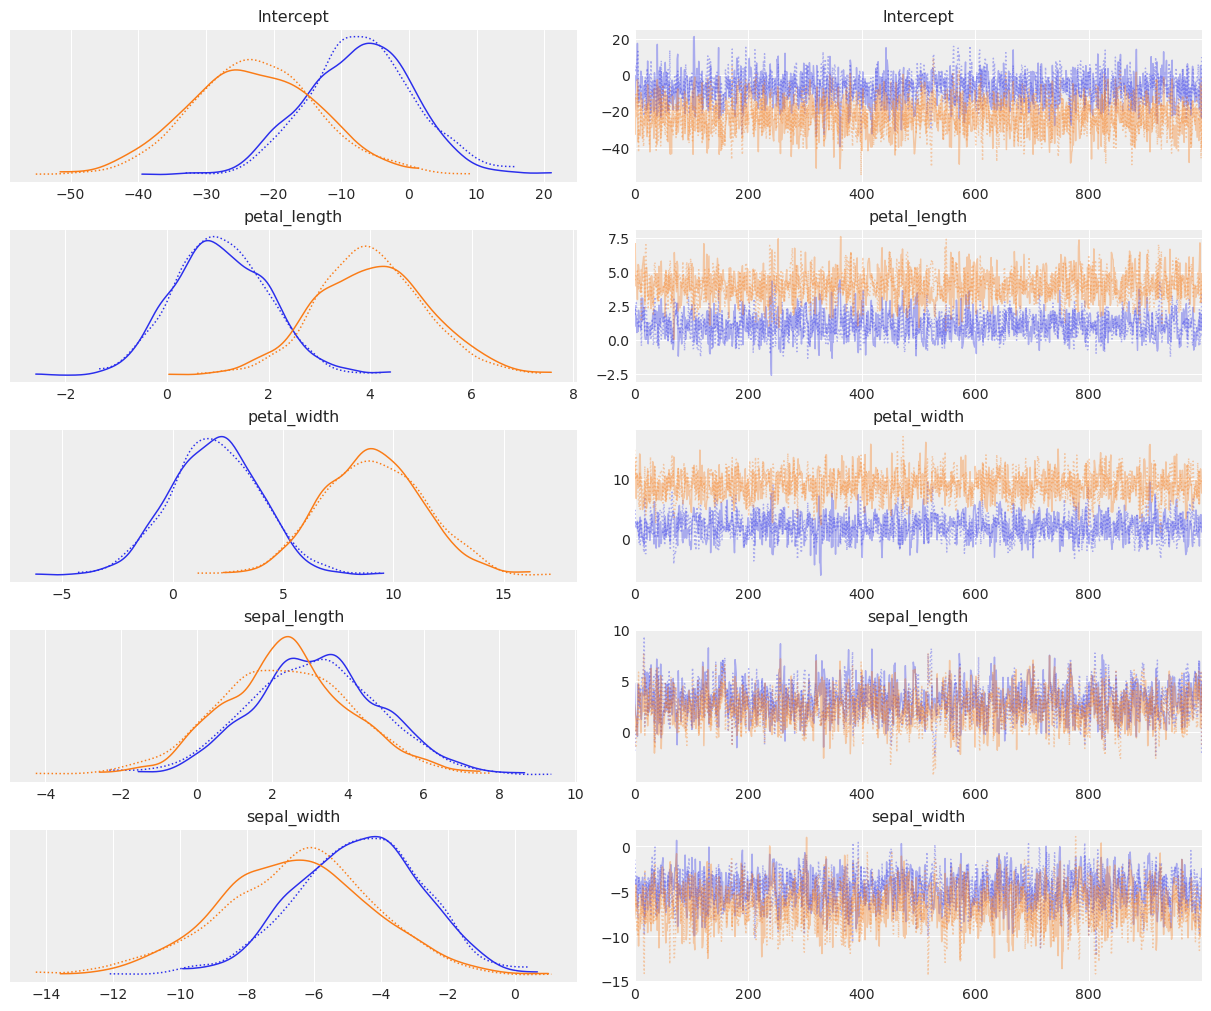 Intercept
Intercept
20
0
−20
−40
−50 −40 −30 −20 −10 0 10 20
0 200 400 600 800
petal_length
petal_length
7.5
5.0
2.5
0.0
−2.5
−2 0 2 4 6 8
0 200 400 600 800
petal_width
petal_width
10
0
−5 0 5 10 15
0 200 400 600 800
sepal_length
sepal_length
10
5
0
−4 −2 0 2 4 6 8 10
0 200 400 600 800
sepal_width
sepal_width
0
−5
−10
−15
−14 −12 −10 −8 −6 −4 −2 0
0 200 400 600 800